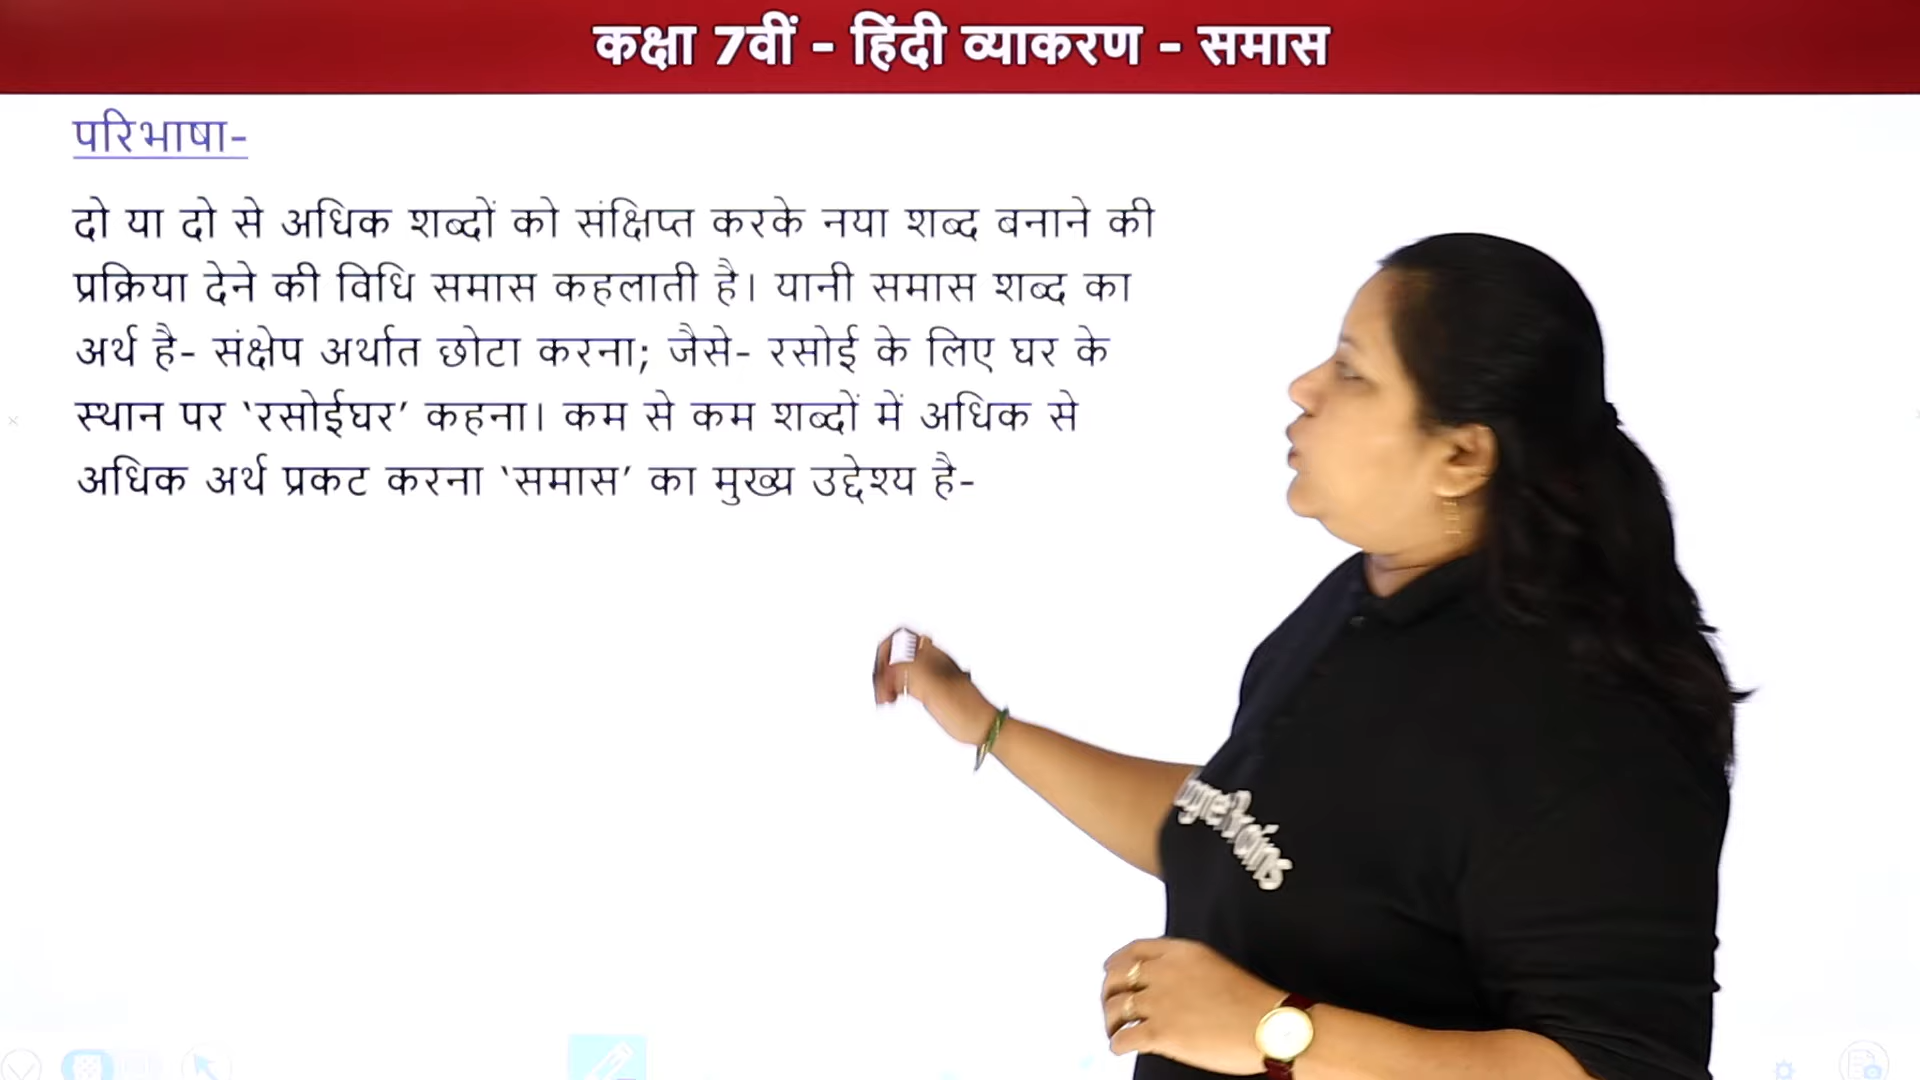 कक्षा 7वीं - हिंदी व्याकरण - समास
परिभाषा-
दो या दो से अधिक शब्दों को संक्षिप्त करके नया शब्द बनाने की
प्रक्रिया देने की विधि समास कहलाती है। यानी समास शब्द का
अर्थ है- संक्षेप अर्थात छोटा करना; जैसे- रसोई के लिए घर के
स्थान पर ‘रसोईघर’ कहना। कम से कम शब्दों में अधिक से
अधिक अर्थ प्रकट करना ‘समास’ का मुख्य उद्देश्य है-